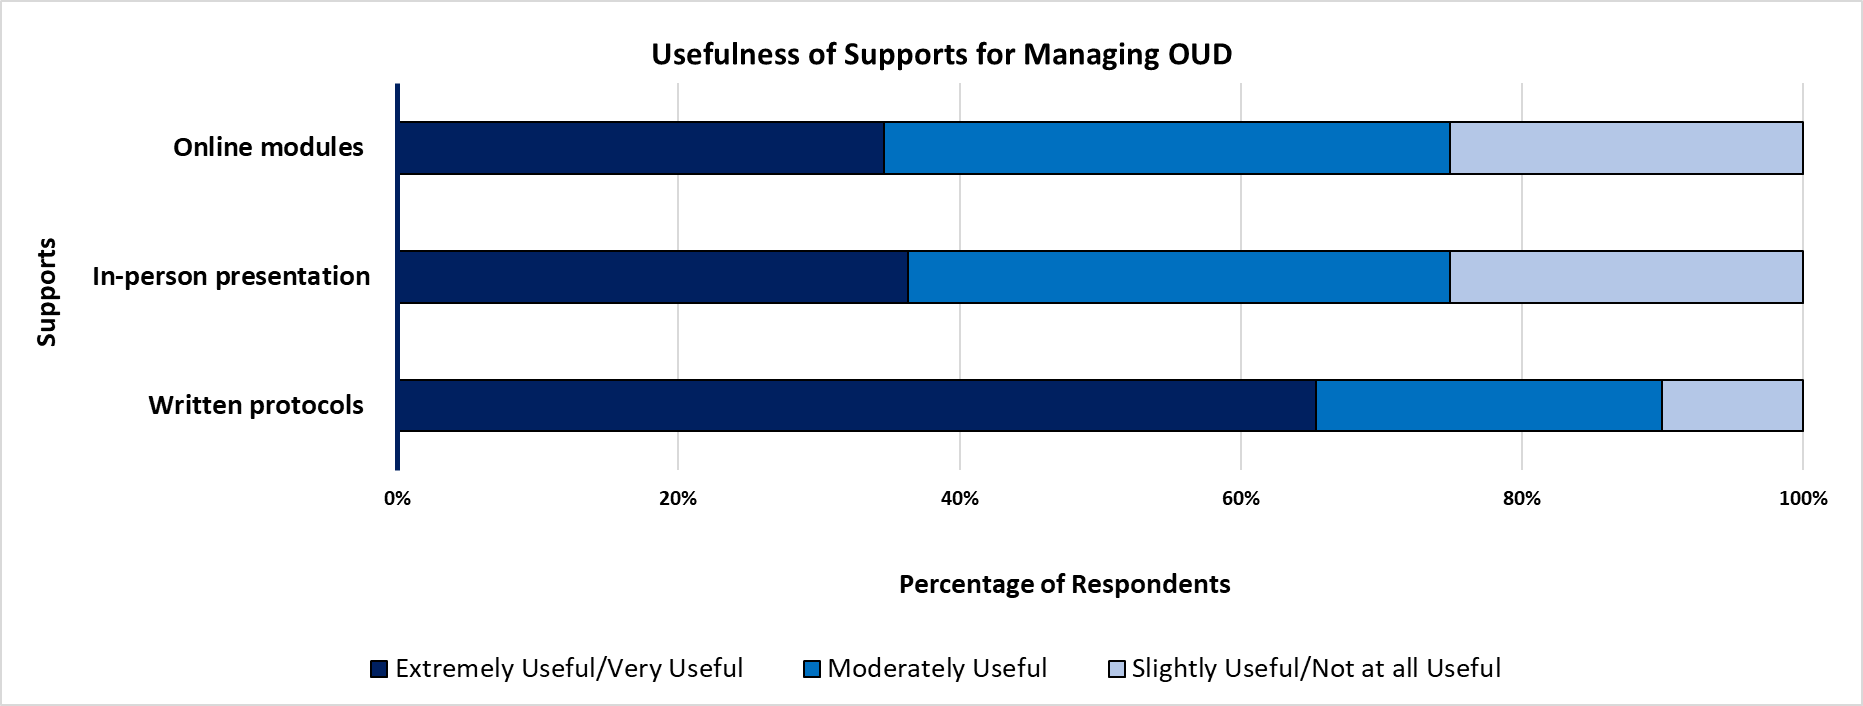 Usefulness of Supports for Managing OUD
Online modules
In-person presentation
Written protocols
Supports
0% 20% 40% 60% 80% 100%
Percentage of Respondents
Extremely Useful/Very Useful Moderately Useful Slightly Useful/Not at all Useful